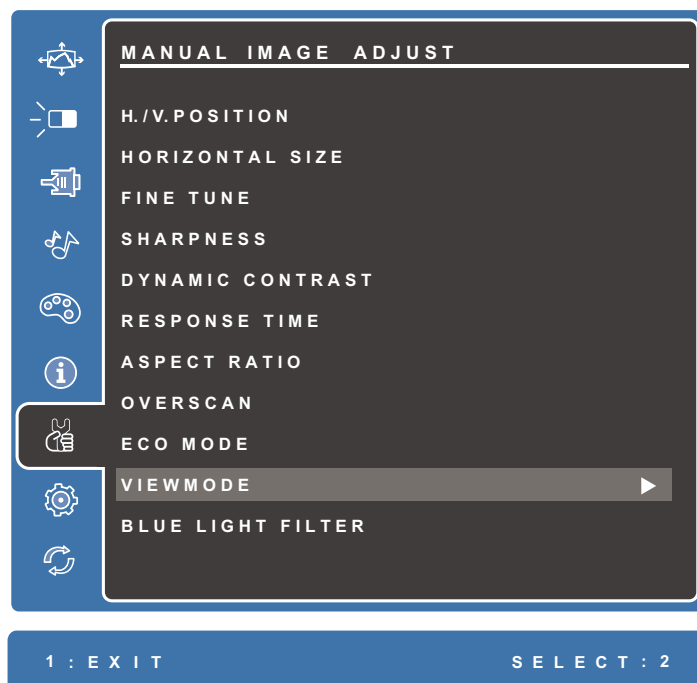 MANUAL IMAGE ADJUST
H./V.POSITION
HORIZONTAL SIZE
FINE TUNE
SHARPNESS
DYNAMIC CONTRAST
RESPONSE TIME
ASPECT RATIO
OVERSCAN
ECO MODE
VIEWMODE
BLUE LIGHT FILTER
1:EXIT SELECT:2